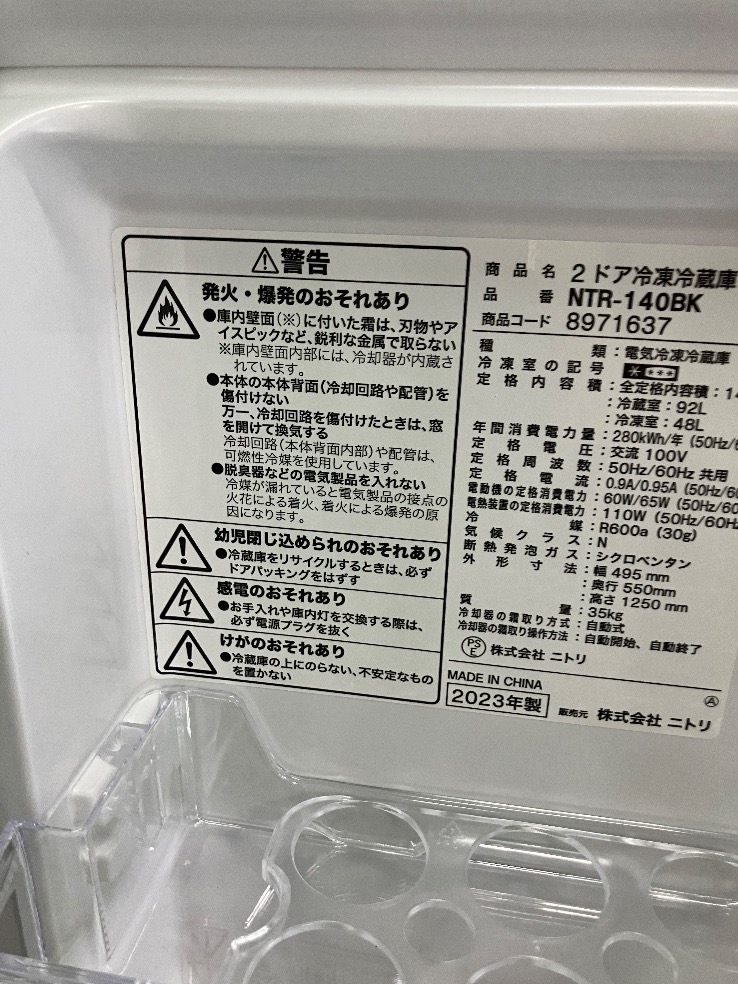 警告
発火・爆発のおそれあり
●庫内壁面（※）に付いた霜は、刃物やア
イスピックなど、鋭利な金属で取らない
※庫内壁面内部には、冷却器が内蔵さ
れています。
●本体の本体背面（冷却回路や配管）を
傷付けない
万一、冷却回路を傷付けたときは、窓
を開けて換気する
冷却回路（本体背面内部）や配管は、
可燃性冷媒を使用しています。
●脱臭器などの電気製品を入れない
冷媒が漏れていると電気製品の接点の
火花による着火、着火による爆発の原
因になります。
幼児閉じ込められのおそれあり
●冷蔵庫をリサイクルするときは、必ず
ドアパッキングをはずす
感電のおそれあり
●お手入れや庫内灯を交換する際は、
必ず電源プラグを抜く
けがのおそれあり
●冷蔵庫の上にのらない、不安定なもの
を置かない
商品名 2ドア冷凍冷蔵庫
品番 NTR-140BK
商品コード 8971637
種類：電気冷凍冷蔵庫
冷凍室の記号
定格内容積：全定格内容積：14
：冷蔵室：92L
：冷凍室：48L
年間消費電力量：280kWh/年（50Hz/6
定格電圧：交流 100V
定格周波数：50Hz/60Hz 共用
定格電流：0.9A/0.95A（50Hz/60
電動機の定格消費電力：60W/65W（50Hz/60
電熱装置の定格消費電力：110W（50Hz/60Hz
冷媒：R600a（30g）
気候クラス：N
断熱発泡ガス：シクロペンタン
外形寸法：幅 495 mm
：奥行 550mm
：高さ 1250 mm
質量：35kg
冷却器の霜取り方式：自動式
冷却器の霜取り操作方法：自動開始、自動終了
PSE 株式会社 ニトリ
MADE IN CHINA
2023年製 販売元 株式会社 ニトリ
Ⓐ